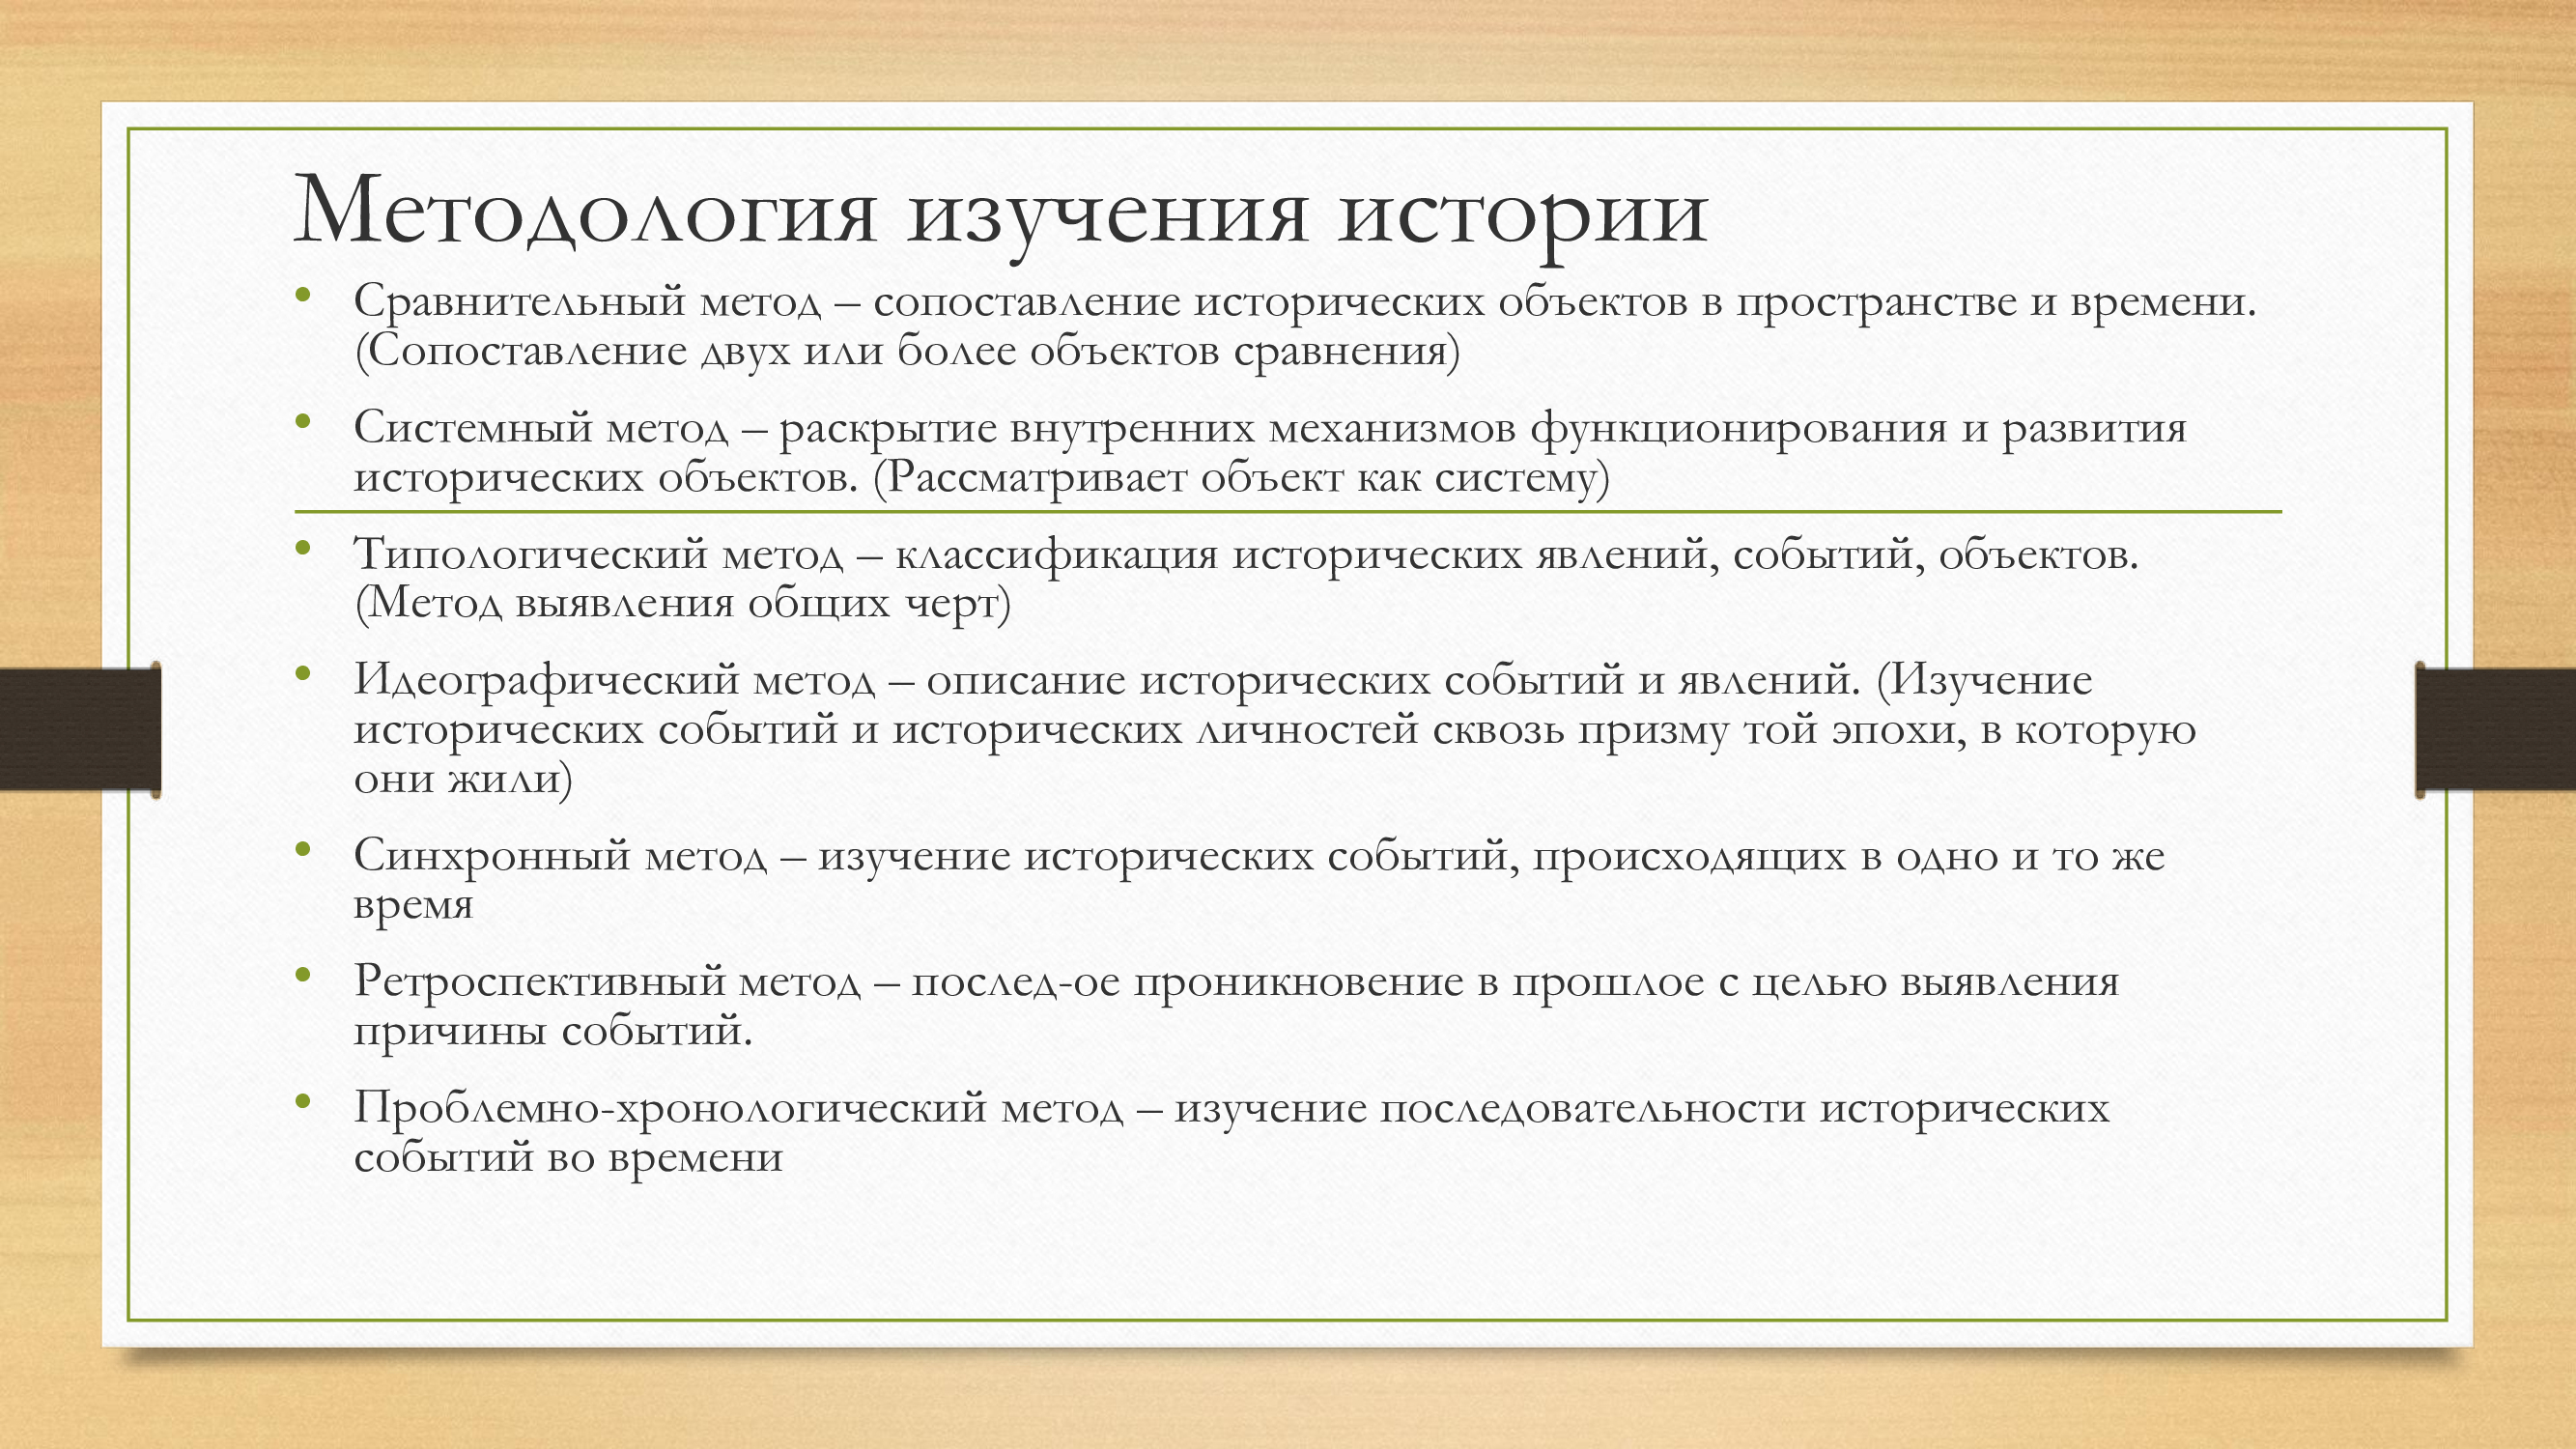 Методология изучения истории
• Сравнительный метод – сопоставление исторических объектов в пространстве и времени.
(Сопоставление двух или более объектов сравнения)
• Системный метод – раскрытие внутренних механизмов функционирования и развития
исторических объектов. (Рассматривает объект как систему)
• Типологический метод – классификация исторических явлений, событий, объектов.
(Метод выявления общих черт)
• Идеографический метод – описание исторических событий и явлений. (Изучение
исторических событий и исторических личностей сквозь призму той эпохи, в которую
они жили)
• Синхронный метод – изучение исторических событий, происходящих в одно и то же
время
• Ретроспективный метод – послед-ое проникновение в прошлое с целью выявления
причины событий.
• Проблемно-хронологический метод – изучение последовательности исторических
событий во времени